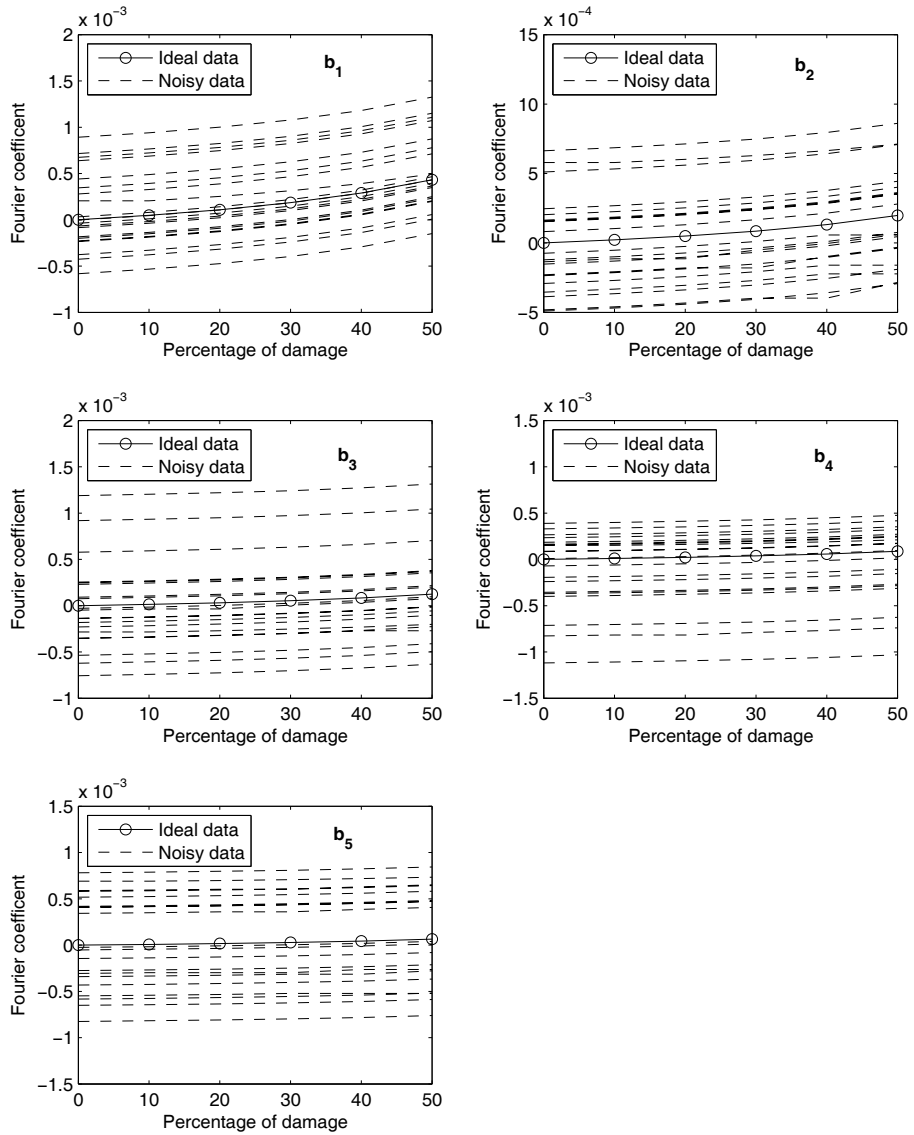 x 10⁻³
2
1.5
1
0.5
0
−0.5
−1
0 10 20 30 40 50
Percentage of damage
Fourier coefficent
Ideal data
Noisy data
b₁
x 10⁻⁴
15
10
5
0
−5
0 10 20 30 40 50
Percentage of damage
Fourier coefficent
Ideal data
Noisy data
b₂
x 10⁻³
2
1.5
1
0.5
0
−0.5
−1
0 10 20 30 40 50
Percentage of damage
Fourier coefficent
Ideal data
Noisy data
b₃
x 10⁻³
1.5
1
0.5
0
−0.5
−1
−1.5
0 10 20 30 40 50
Percentage of damage
Fourier coefficent
Ideal data
Noisy data
b₄
x 10⁻³
1.5
1
0.5
0
−0.5
−1
−1.5
0 10 20 30 40 50
Percentage of damage
Fourier coefficent
Ideal data
Noisy data
b₅